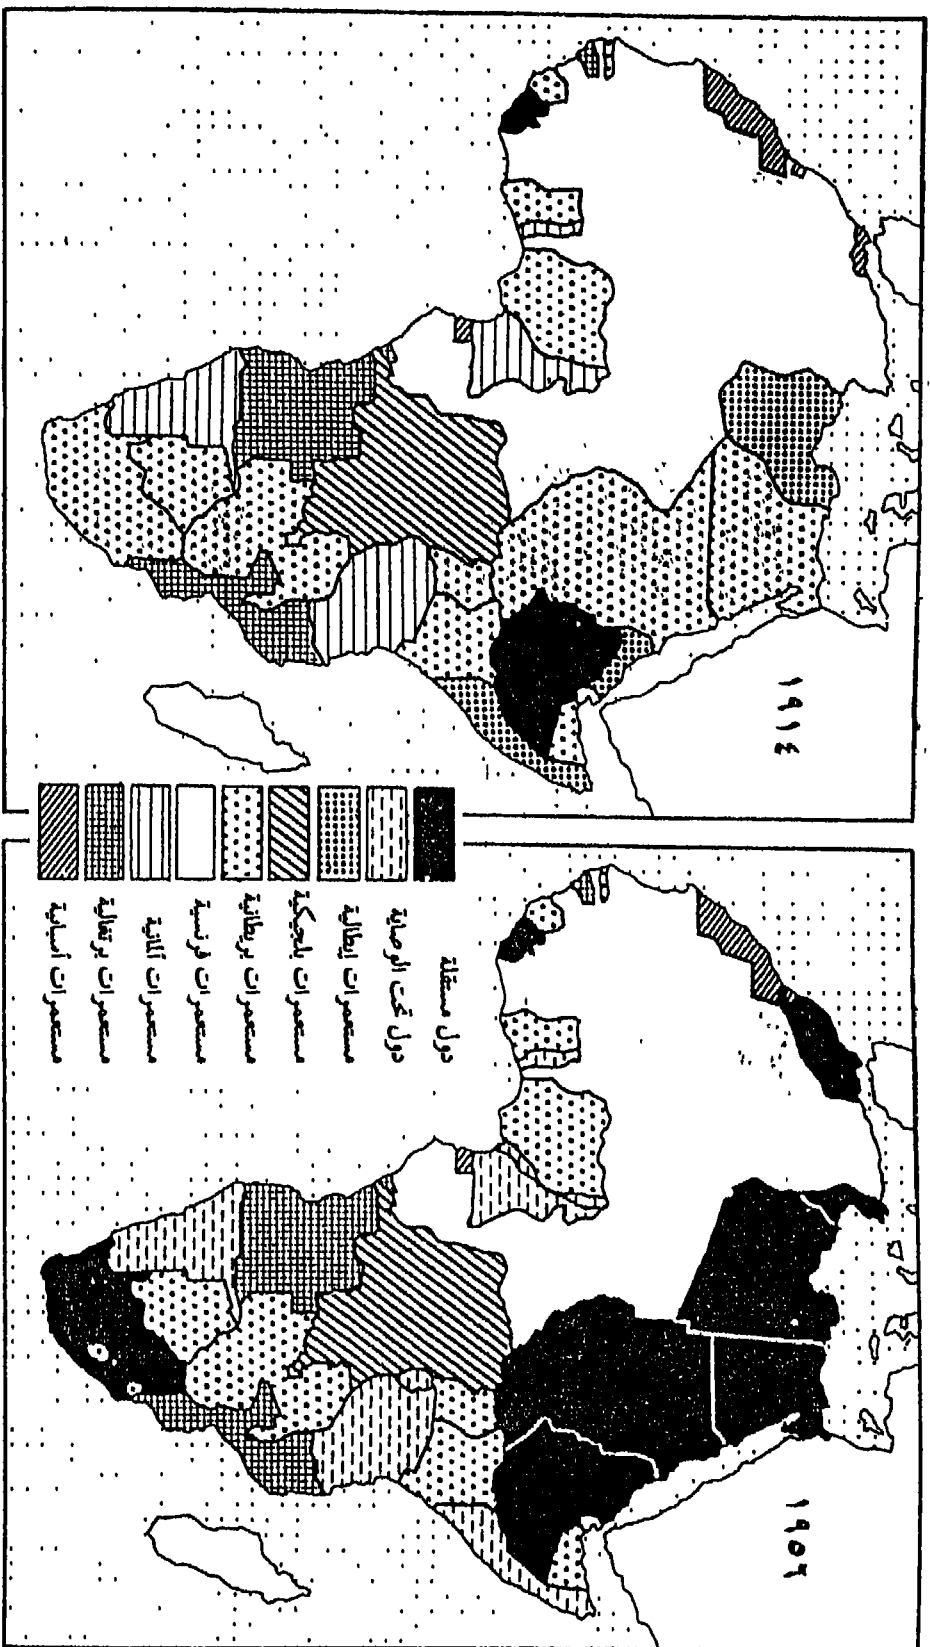 ١٩١٤
١٩٥٦
دول مستقلة
دول تحت الوصاية
مستعمرات إيطالية
مستعمرات بلجيكية
مستعمرات بريطانية
مستعمرات فرنسية
مستعمرات ألمانية
مستعمرات برتغالية
مستعمرات أسبانية